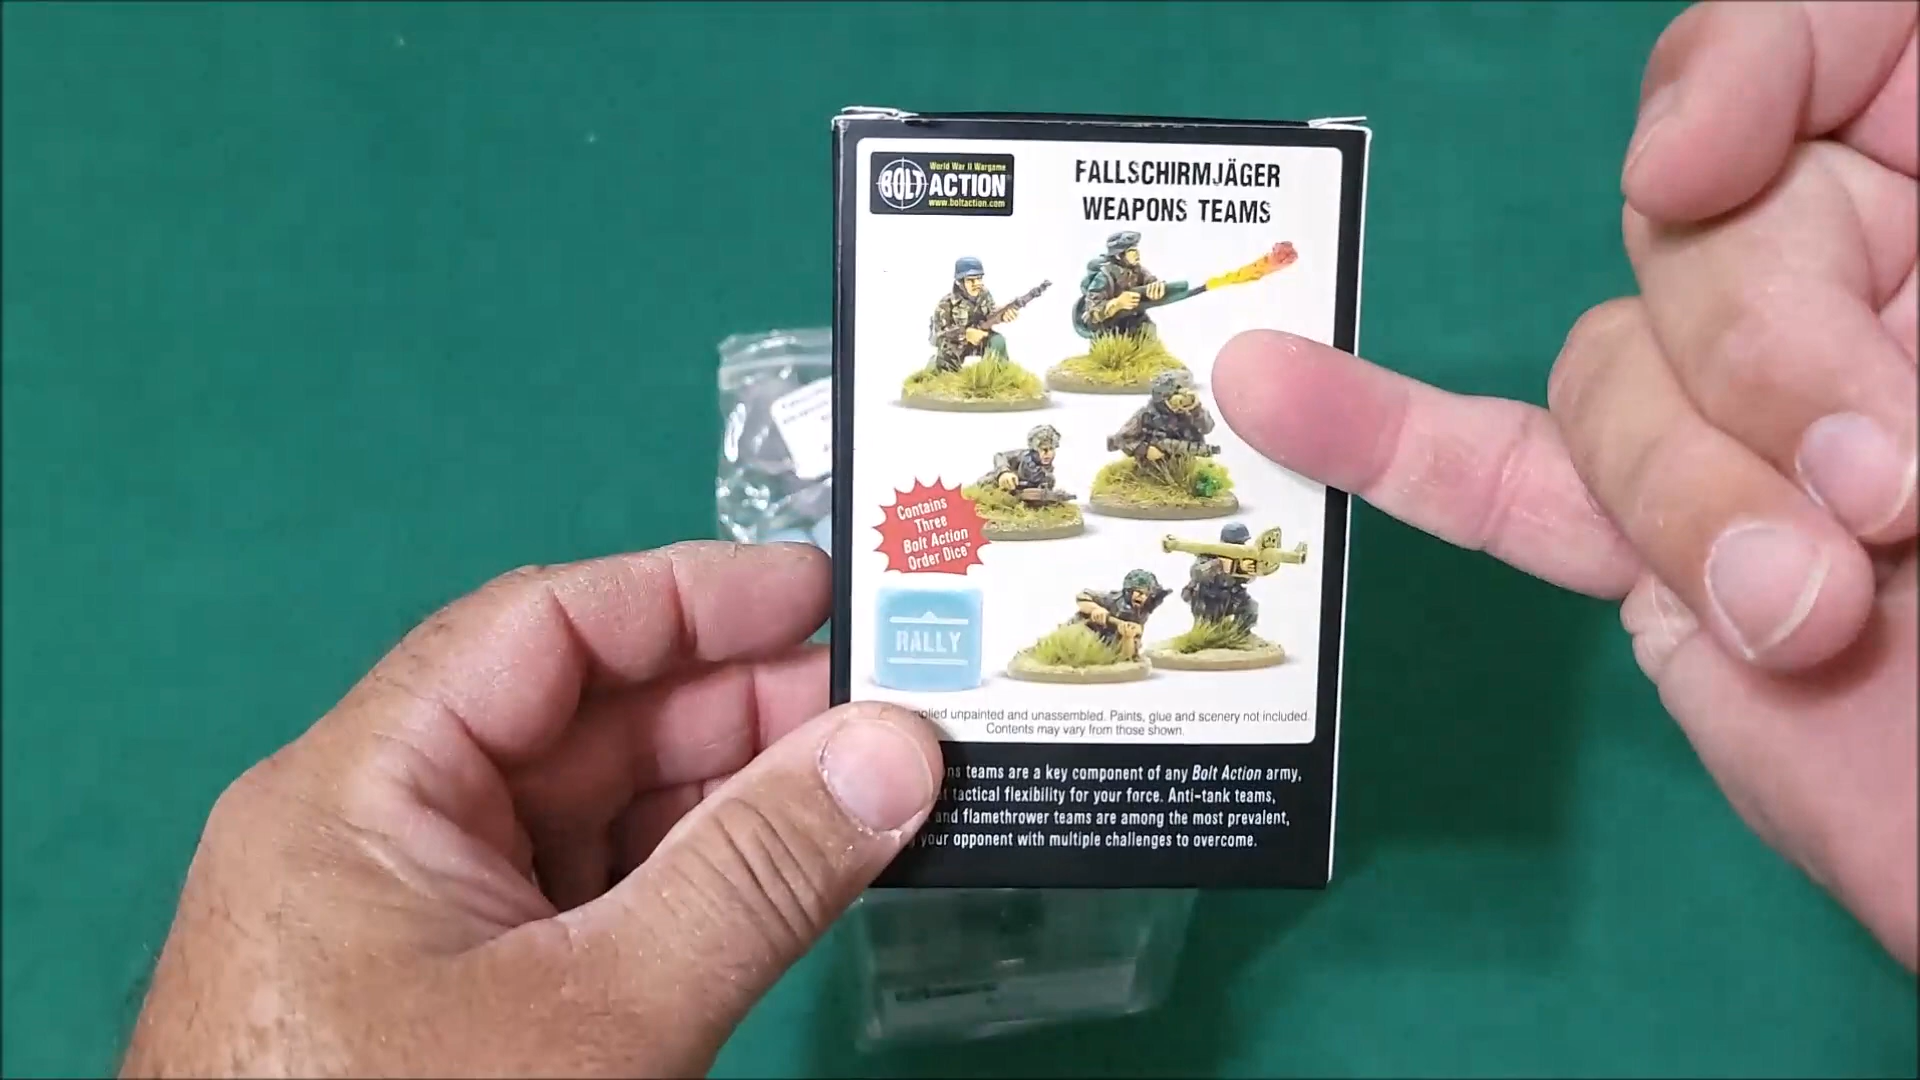 World War II Wargame
BOLT ACTION
www.boltaction.com
FALLSCHIRMJÄGER
WEAPONS TEAMS
Contains
Three
Bolt Action
Order Dice™
RALLY
unpainted and unassembled. Paints, glue and scenery not included.
Contents may vary from those shown.
teams are a key component of any Bolt Action army,
tactical flexibility for your force. Anti-tank teams,
and flamethrower teams are among the most prevalent,
your opponent with multiple challenges to overcome.